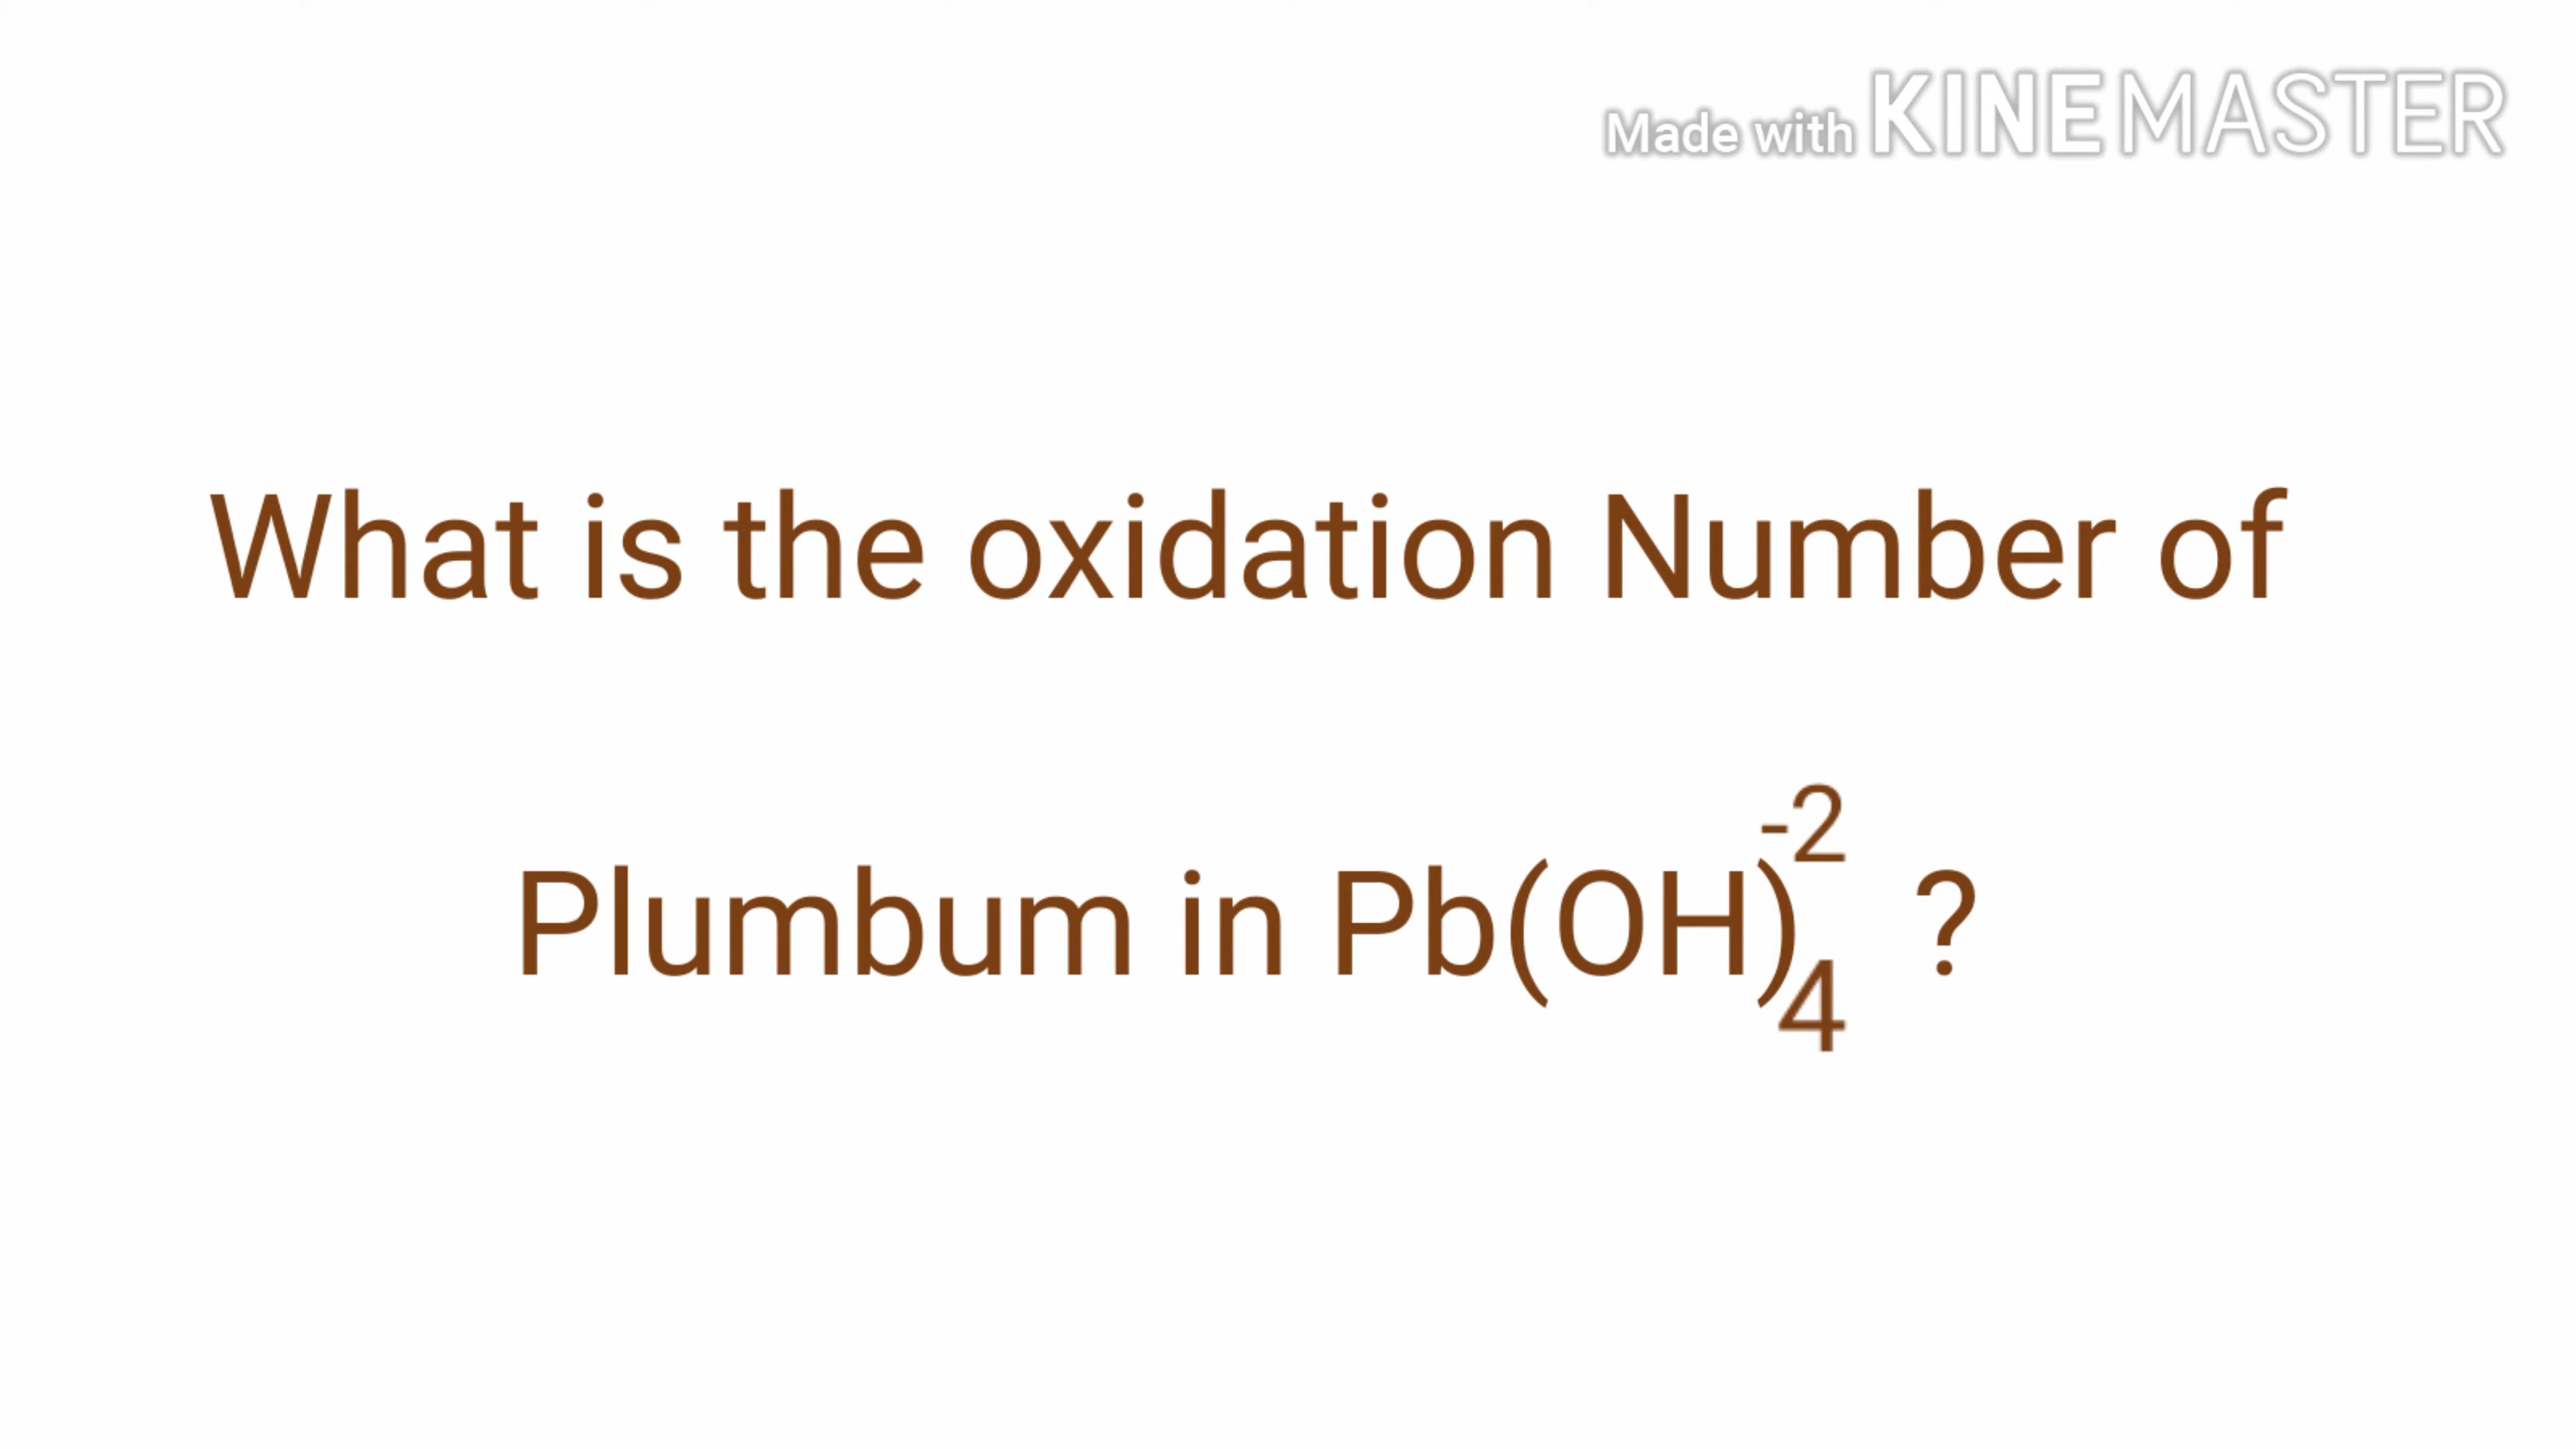 Made with KINEMASTER
What is the oxidation Number of
Plumbum in Pb(OH)₄⁻² ?